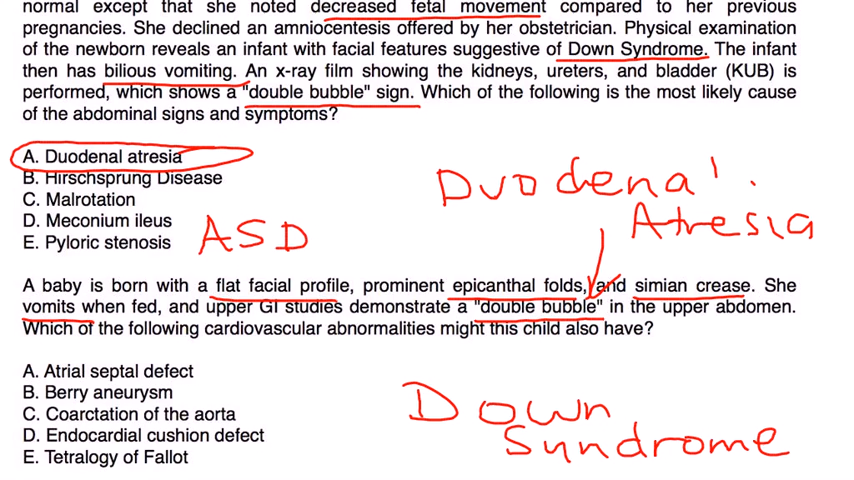 normal except that she noted decreased fetal movement compared to her previous
pregnancies. She declined an amniocentesis offered by her obstetrician. Physical examination
of the newborn reveals an infant with facial features suggestive of Down Syndrome. The infant
then has bilious vomiting. An x-ray film showing the kidneys, ureters, and bladder (KUB) is
performed, which shows a "double bubble" sign. Which of the following is the most likely cause
of the abdominal signs and symptoms?
A. Duodenal atresia
B. Hirschsprung Disease
C. Malrotation
D. Meconium ileus
E. Pyloric stenosis
Duodenal
Atresia
ASD
A baby is born with a flat facial profile, prominent epicanthal folds, and simian crease. She
vomits when fed, and upper GI studies demonstrate a "double bubble" in the upper abdomen.
Which of the following cardiovascular abnormalities might this child also have?
A. Atrial septal defect
B. Berry aneurysm
C. Coarctation of the aorta
D. Endocardial cushion defect
E. Tetralogy of Fallot
Down
Syndrome